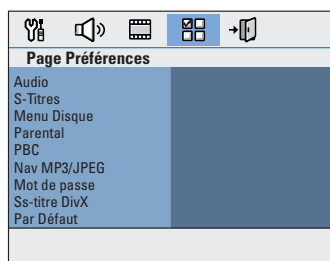 Page Préférences
Audio
S-Titres
Menu Disque
Parental
PBC
Nav MP3/JPEG
Mot de passe
Ss-titre DivX
Par Défaut